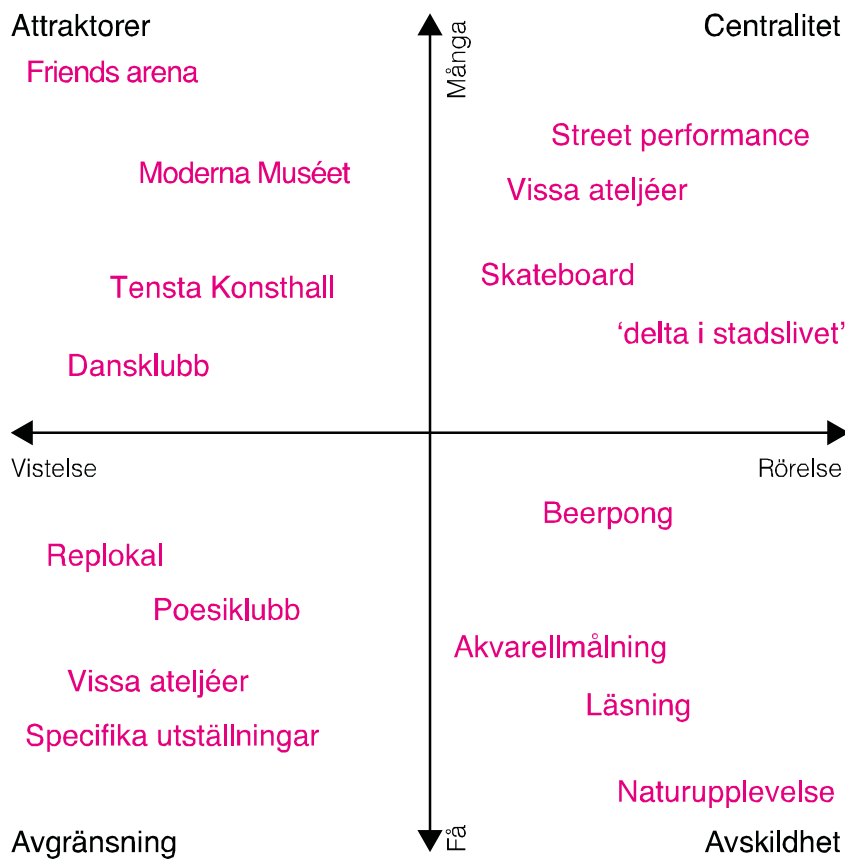 Attraktorer
Många
Centralitet
Friends arena
Street performance
Moderna Muséet
Vissa ateljéer
Skateboard
Tensta Konsthall
‘delta i stadslivet’
Dansklubb
Vistelse
Rörelse
Beerpong
Replokal
Poesiklubb
Akvarellmålning
Vissa ateljéer
Läsning
Specifika utställningar
Naturupplevelse
Avgränsning
Få
Avskildhet